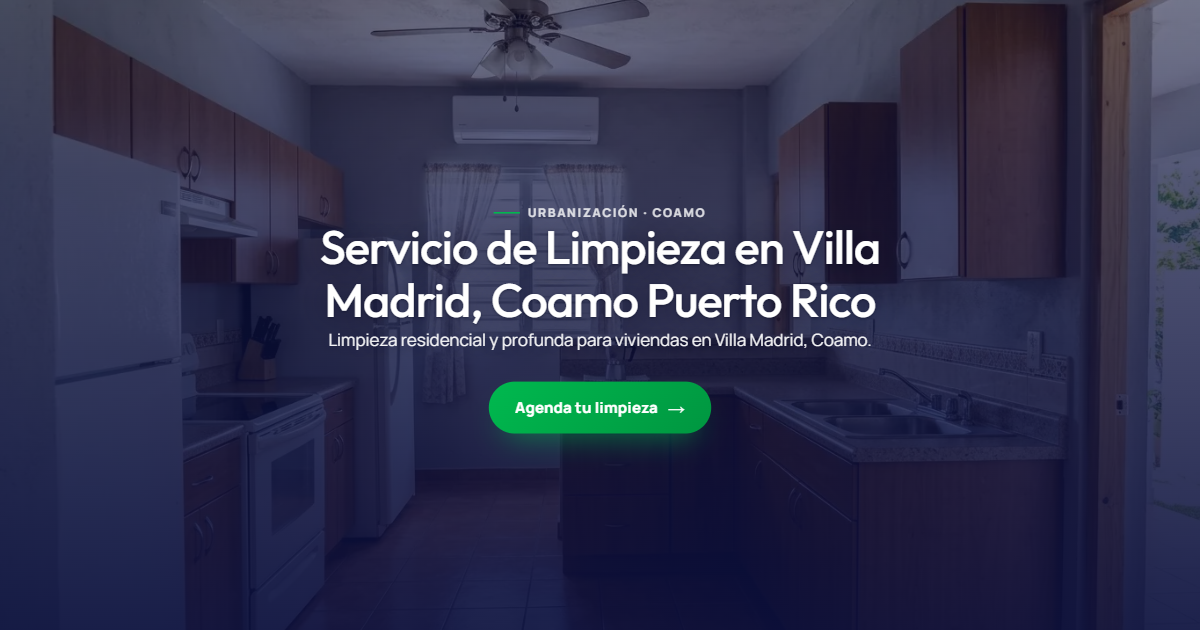 URBANIZACIÓN · COAMO
Servicio de Limpieza en Villa
Madrid, Coamo Puerto Rico
Limpieza residencial y profunda para viviendas en Villa Madrid, Coamo.
Agenda tu limpieza →